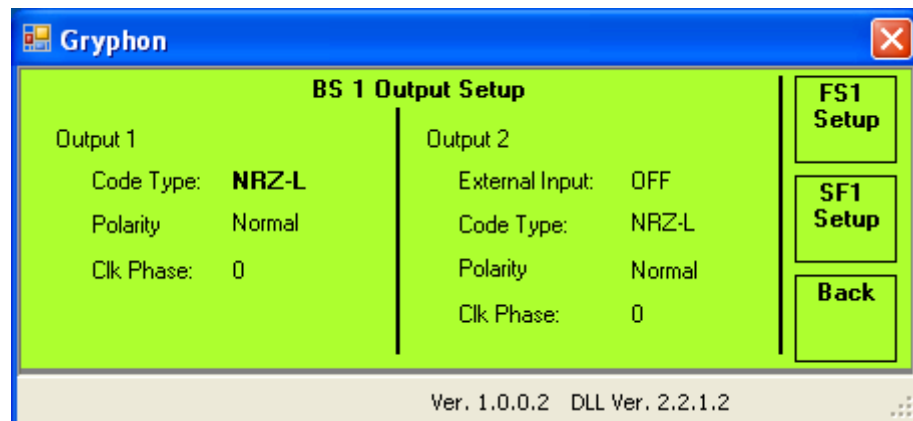 Gryphon
BS 1 Output Setup
Output 1
Code Type: NRZ-L
Polarity Normal
Clk Phase: 0
Output 2
External Input: OFF
Code Type: NRZ-L
Polarity Normal
Clk Phase: 0
FS1
Setup
SF1
Setup
Back
Ver. 1.0.0.2 DLL Ver. 2.2.1.2